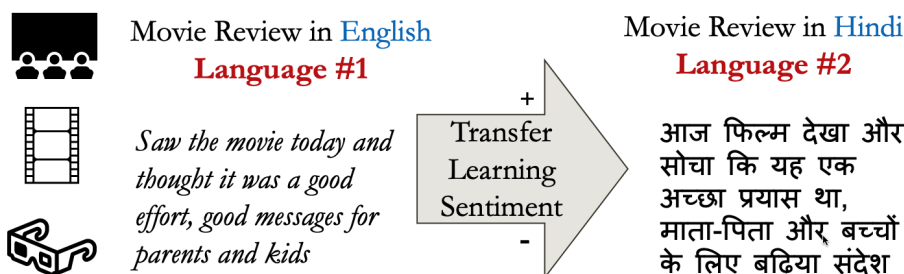 Movie Review in English
Language #1
Saw the movie today and
thought it was a good
effort, good messages for
parents and kids
+
Transfer
Learning
Sentiment
-
Movie Review in Hindi
Language #2
आज फिल्म देखा और
सोचा कि यह एक
अच्छा प्रयास था,
माता-पिता और बच्चों
के लिए बढ़िया संदेश